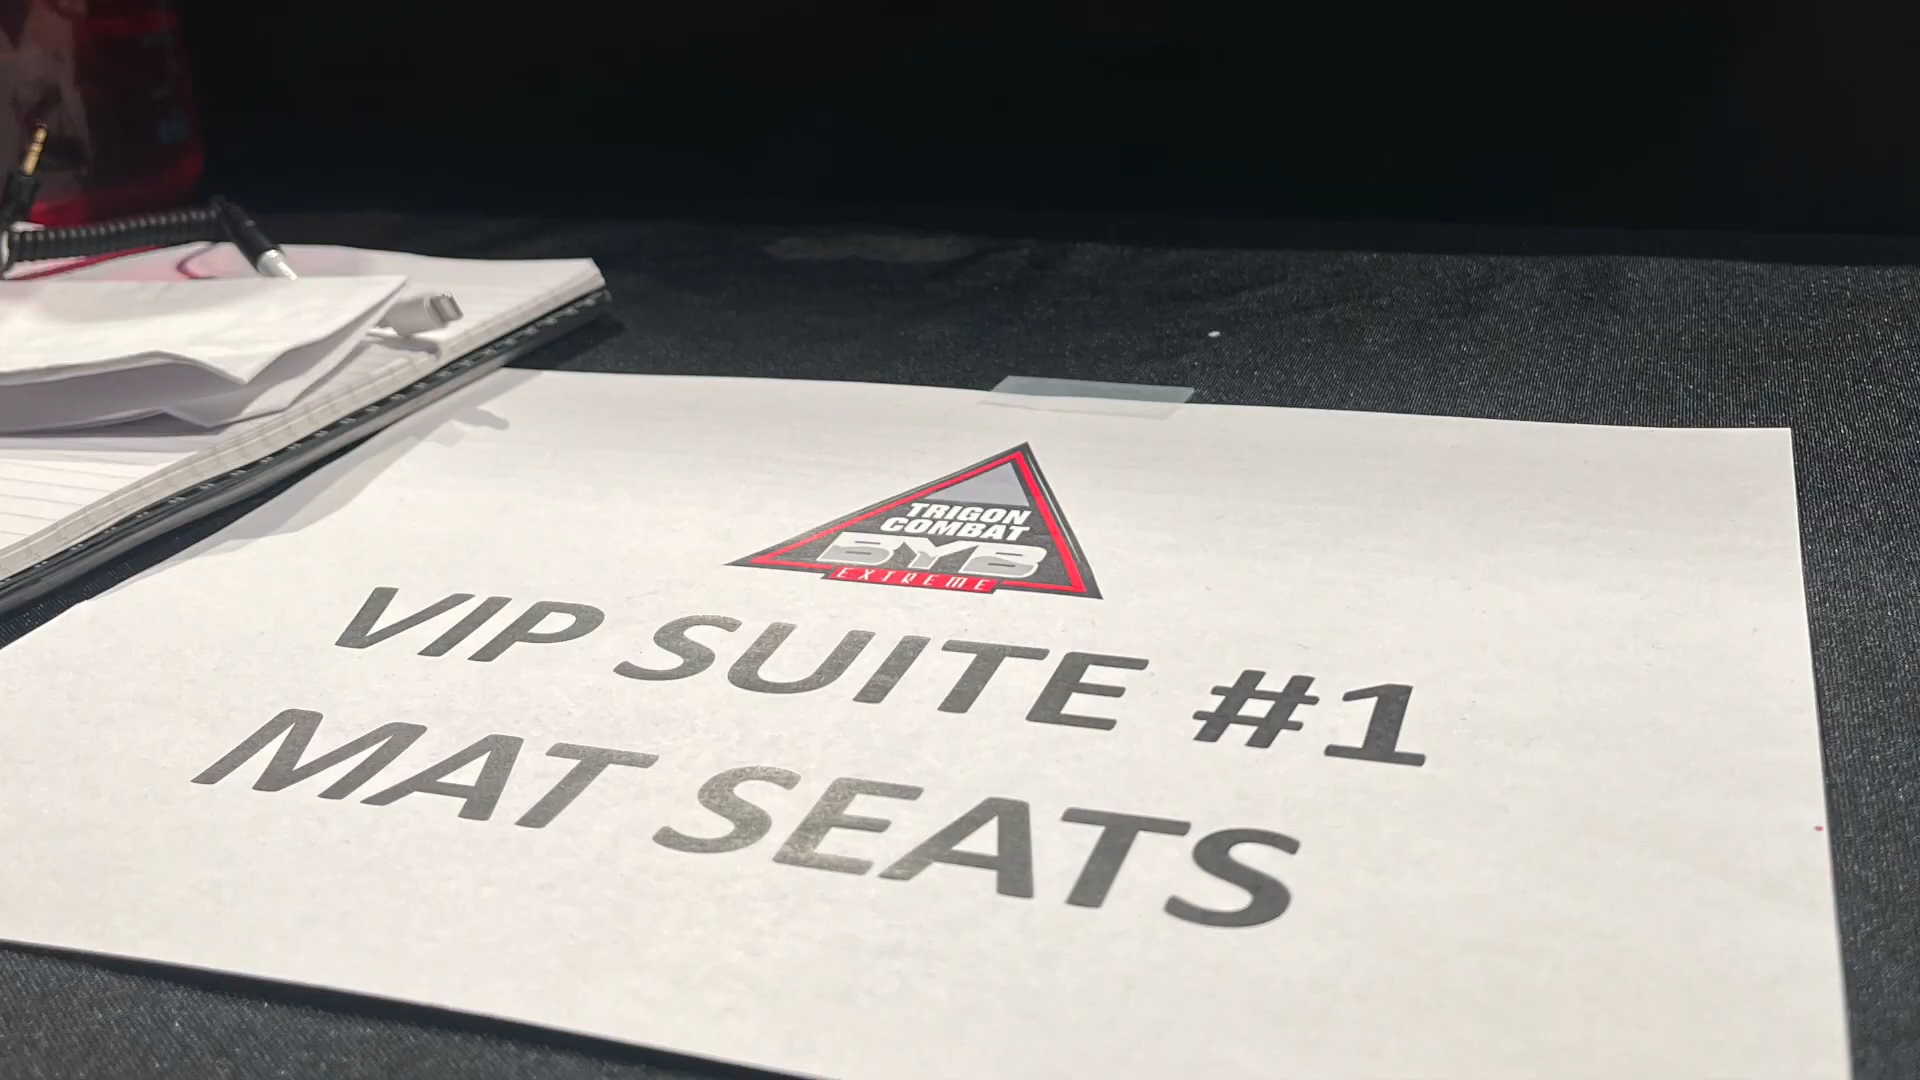 TRIGON
COMBAT
BYB
EXTREME
VIP SUITE #1
MAT SEATS